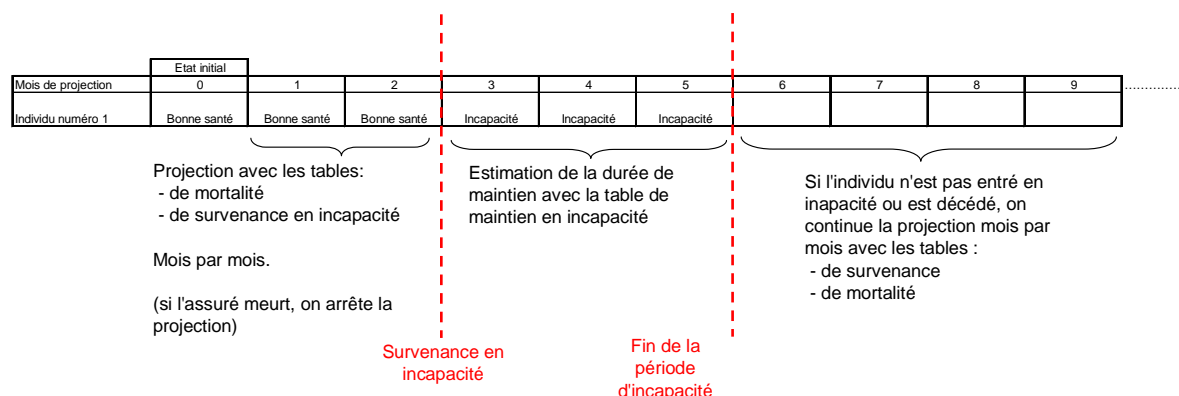 Etat initial
Mois de projection 0 1 2 3 4 5 6 7 8 9
Individu numéro 1 Bonne santé Bonne santé Bonne santé Incapacité Incapacité Incapacité
Projection avec les tables:
- de mortalité
- de survenance en incapacité
Mois par mois.
(si l'assuré meurt, on arrête la
projection)
Estimation de la durée de
maintien avec la table de
maintien en incapacité
Si l'individu n'est pas entré en
inapacité ou est décédé, on
continue la projection mois par
mois avec les tables :
- de survenance
- de mortalité
Survenance en
incapacité
Fin de la
période
d'incapacité